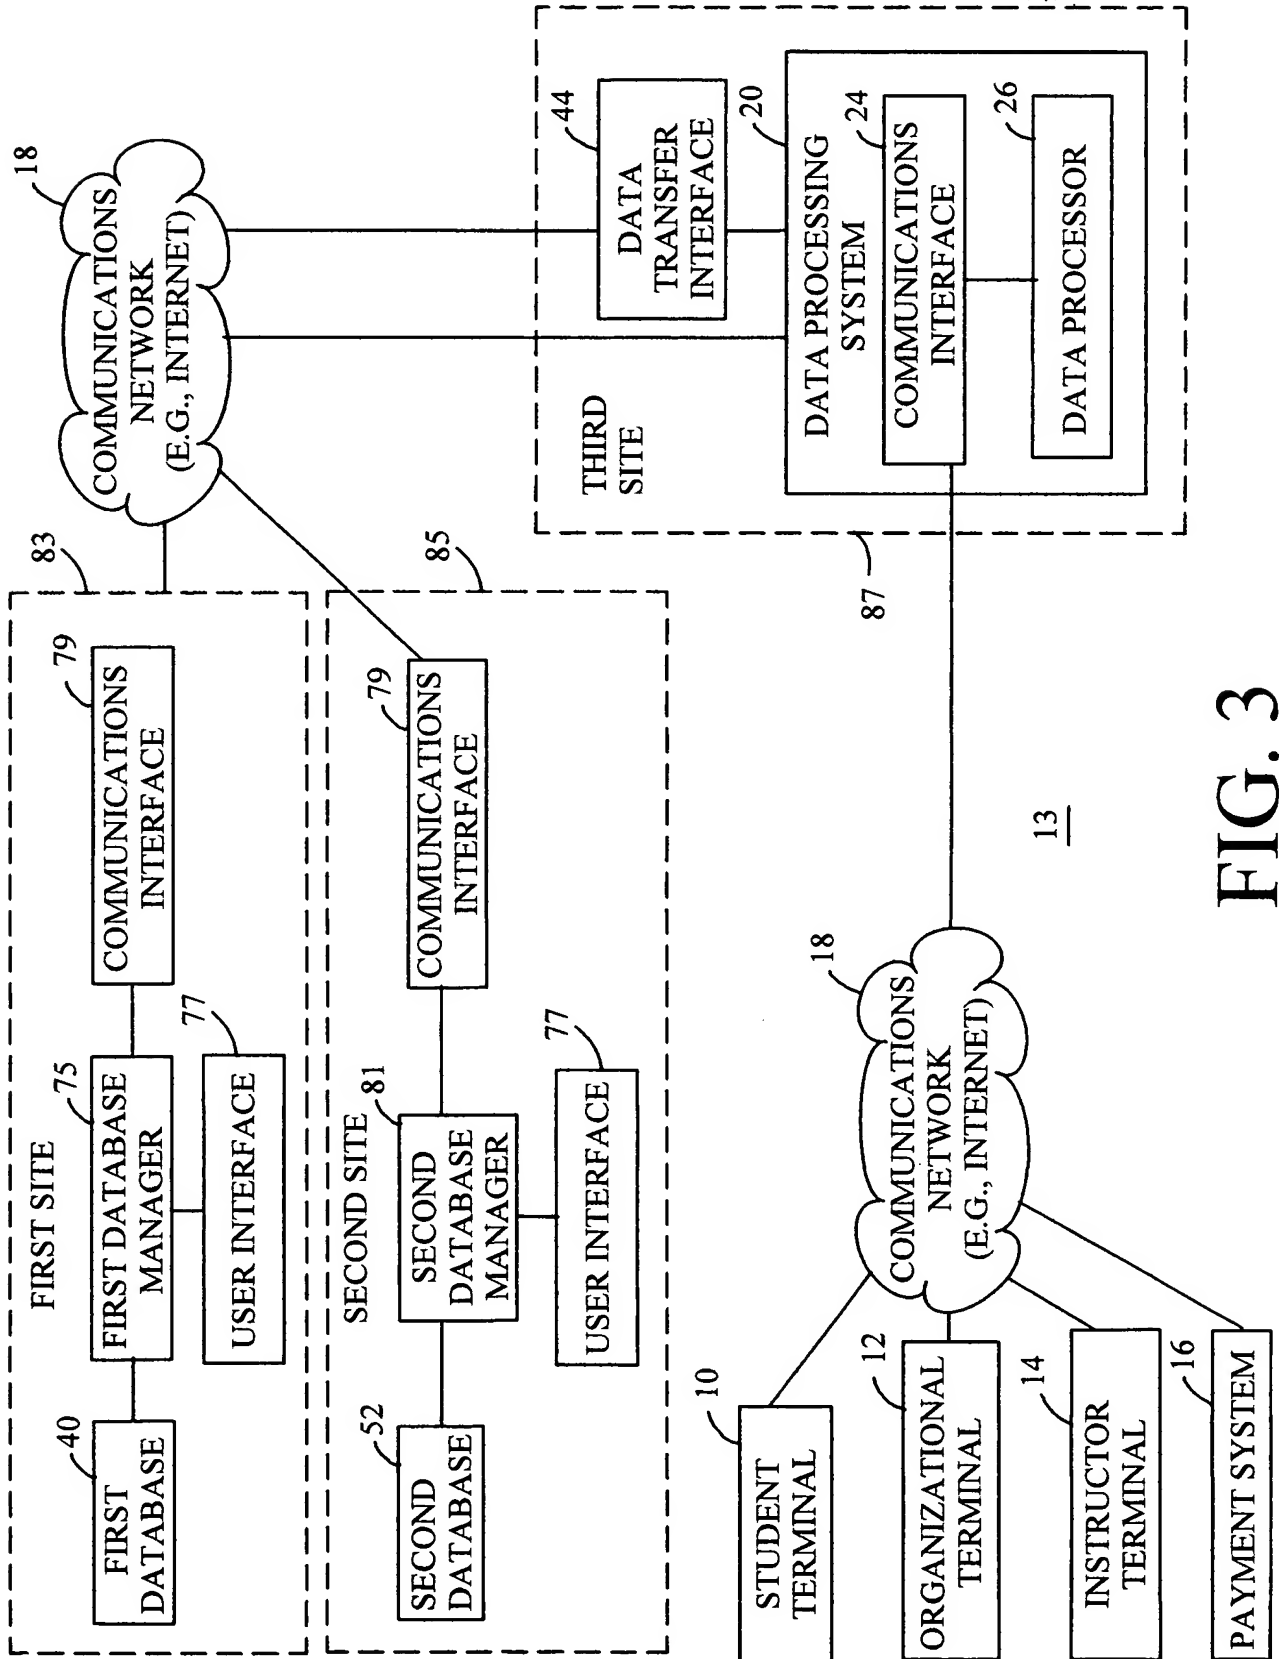 FIRST SITE
40
FIRST
DATABASE
75
FIRST DATABASE
MANAGER
77
USER INTERFACE
79
COMMUNICATIONS
INTERFACE
83
SECOND SITE
52
SECOND
DATABASE
81
SECOND
DATABASE
MANAGER
77
USER INTERFACE
79
COMMUNICATIONS
INTERFACE
85
18
COMMUNICATIONS
NETWORK
(E.G., INTERNET)
10
STUDENT
TERMINAL
12
ORGANIZATIONAL
TERMINAL
14
INSTRUCTOR
TERMINAL
16
PAYMENT SYSTEM
18
COMMUNICATIONS
NETWORK
(E.G., INTERNET)
87
THIRD
SITE
44
DATA
TRANSFER
INTERFACE
20
DATA PROCESSING
SYSTEM
24
COMMUNICATIONS
INTERFACE
26
DATA PROCESSOR
13
FIG. 3